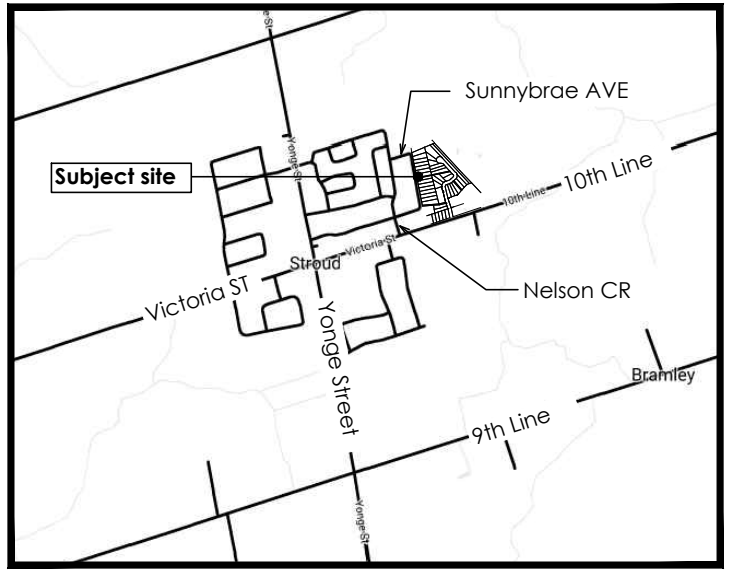 e St
Sunnybrae AVE
Yonge St
Subject site
10th Line
10th Line
Victoria St
Stroud
Victoria ST
Nelson CR
Yonge Street
Bramley
9th Line
Yonge St